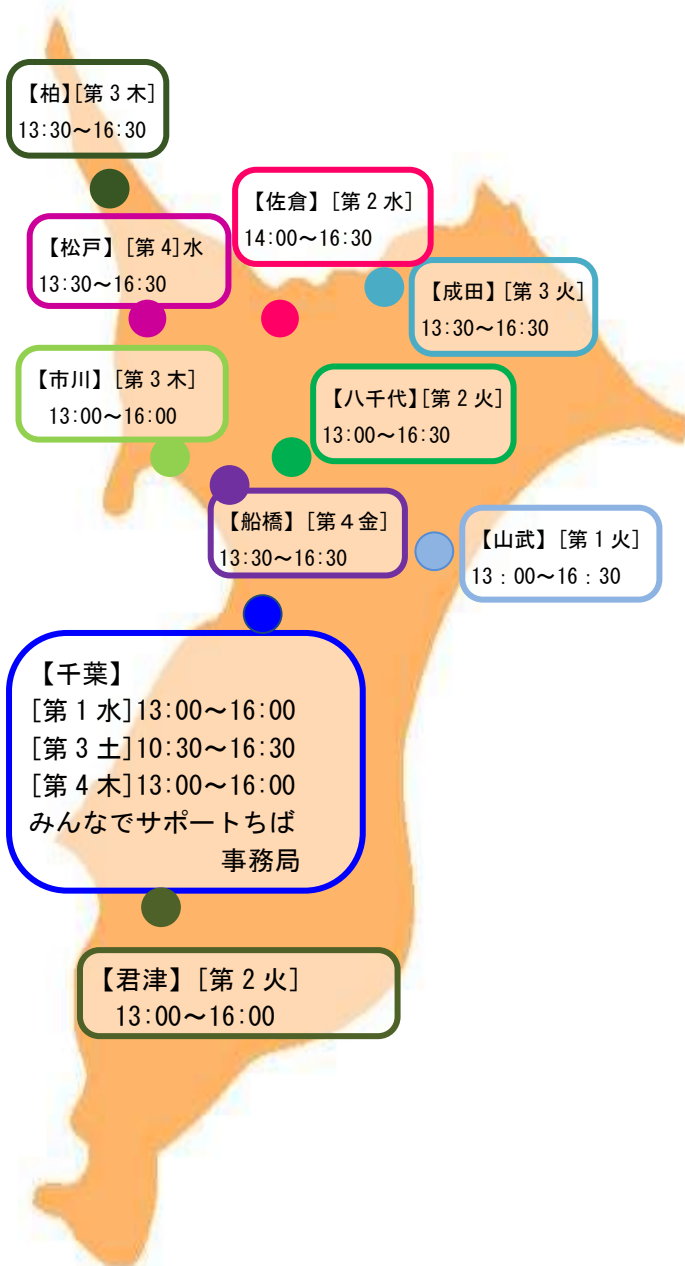 【柏】[第3木]
13:30～16:30
【佐倉】[第2水]
14:00～16:30
【松戸】[第4]水
13:30～16:30
【成田】[第3火]
13:30～16:30
【市川】[第3木]
13:00～16:00
【八千代】[第2火]
13:00～16:30
【船橋】[第４金]
13:30～16:30
【山武】[第1火]
13：00～16：30
【千葉】
[第1水]13:00～16:00
[第3土]10:30～16:30
[第4木]13:00～16:00
みんなでサポートちば
事務局
【君津】[第2火]
13:00～16:00